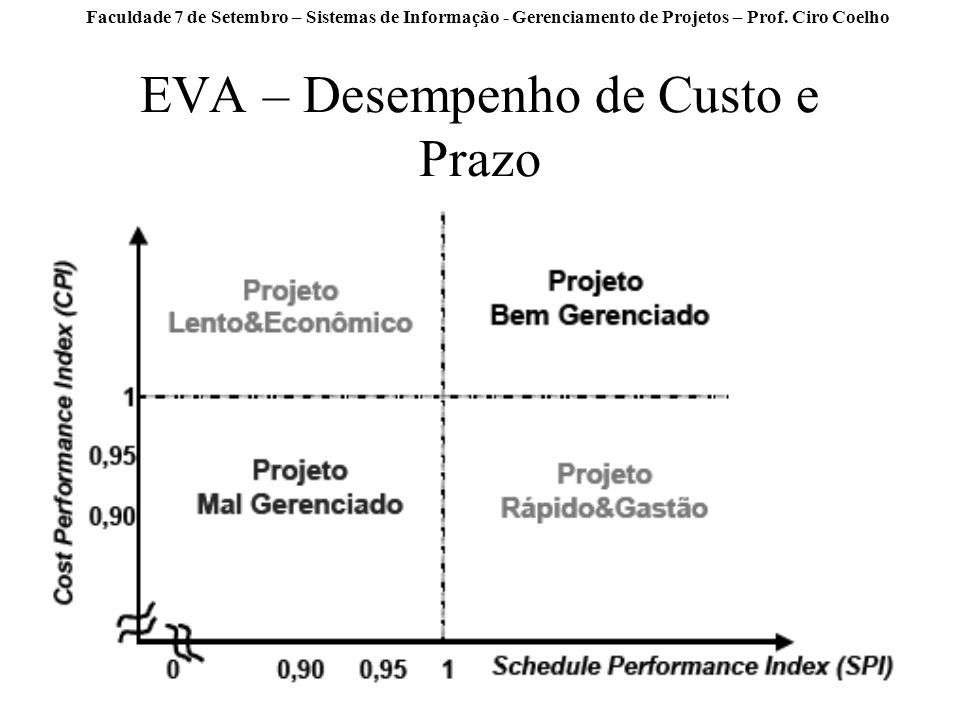 Faculdade 7 de Setembro – Sistemas de Informação - Gerenciamento de Projetos – Prof. Ciro Coelho
EVA – Desempenho de Custo e
Prazo
Cost Performance Index (CPI)
Projeto
Lento&Econômico
Projeto
Bem Gerenciado
1
0,95
0,90
Projeto
Mal Gerenciado
Projeto
Rápido&Gastão
0 0,90 0,95 1 Schedule Performance Index (SPI)